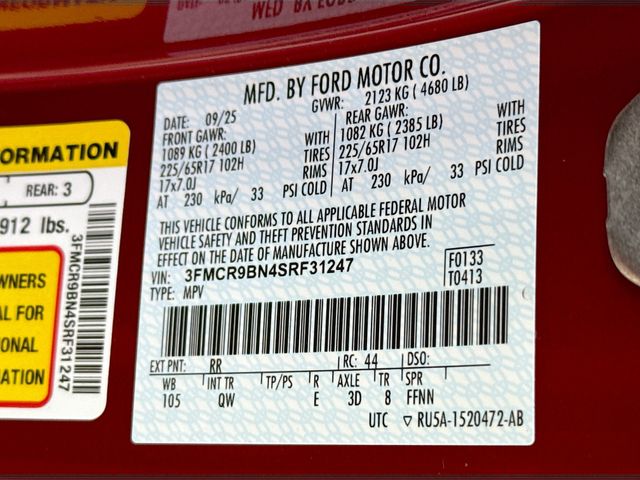 MFD. BY FORD MOTOR CO.
DATE: 09/25 GVWR: 2123 KG ( 4680 LB)
FRONT GAWR: REAR GAWR:
1089 KG ( 2400 LB) WITH 1082 KG ( 2385 LB) WITH
225/65R17 102H TIRES 225/65R17 102H TIRES
17x7.0J RIMS 17x7.0J RIMS
AT 230 kPa/ 33 PSI COLD AT 230 kPa/ 33 PSI COLD
THIS VEHICLE CONFORMS TO ALL APPLICABLE FEDERAL MOTOR
VEHICLE SAFETY AND THEFT PREVENTION STANDARDS IN
EFFECT ON THE DATE OF MANUFACTURE SHOWN ABOVE.
VIN: 3FMCR9BN4SRF31247 F0133
TYPE: MPV T0413
EXT PNT: RR RC: 44 DSO:
WB INT TR TP/PS R AXLE TR SPR
105 QW E 3D 8 FFNN
UTC ▽ RU5A-1520472-AB
ORMATION
REAR: 3
912 lbs.
3FMCR9BN4SRF31247
WNERS
AL FOR
IONAL
ATION